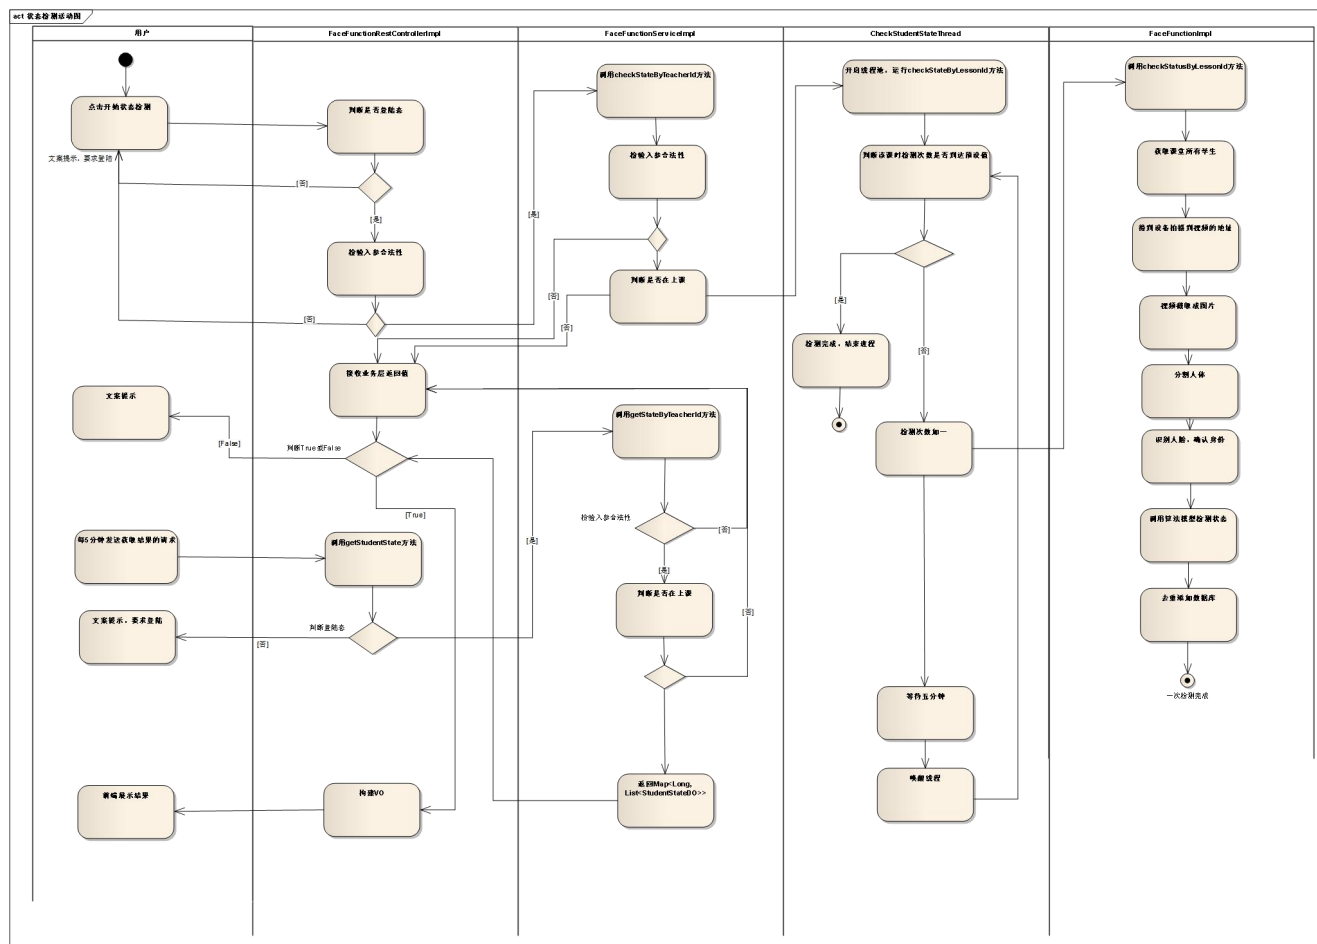 act 状态检测活动图
用户
FaceFunctionRestControllerImpl
FaceFunctionServiceImpl
CheckStudentStateThread
FaceFunctionImpl
点击开始状态检测
文案提示，要求登陆
文案提示
每5分钟发送获取结果的请求
文案提示，要求登陆
前端展示结果
判断是否登陆态
[否]
[是]
检验入参合法性
[否]
接收业务层返回值
判断True或False
[False]
[True]
调用getStudentState方法
判断登陆态
[否]
构建VO
调用checkStateByTeacherId方法
[是]
检验入参合法性
[否]
判断是否在上课
[否]
调用getStateByTeacherId方法
[是]
检验入参合法性
[否]
[是]
判断是否在上课
[否]
返回Map<Long,
List<StudentStateDO>>
开启线程池，运行checkStateByLessonId方法
判断该课时检测次数是否到达预设值
[是]
[否]
检测完成，结束进程
检测次数加一
等待五分钟
唤醒线程
调用checkStatusByLessonId方法
获取课堂所有学生
拿到设备拍摄到视频的地址
视频截取成图片
分割人体
识别人脸，确认身份
调用算法模型检测状态
去重添加数据库
一次检测完成